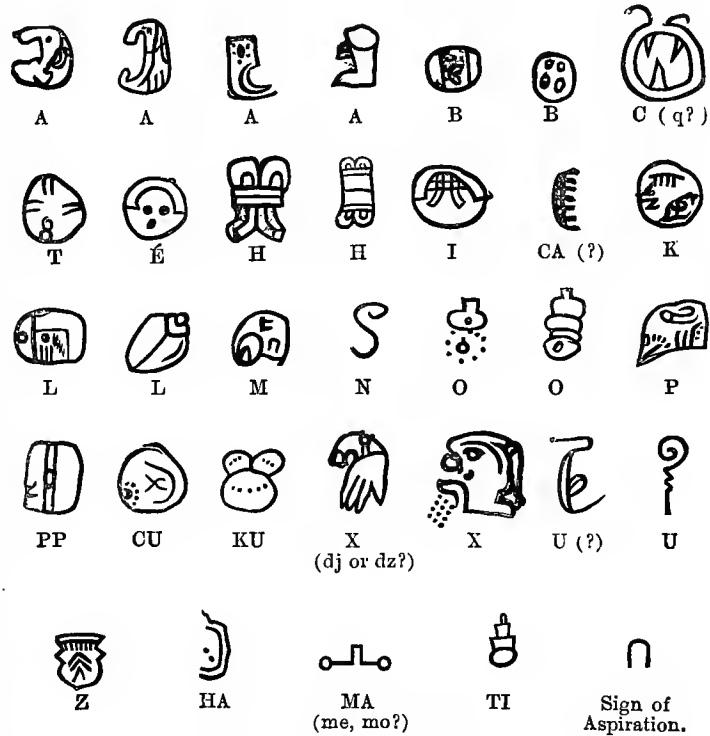 A A A A B B C (q?)
T É H H I CA (?) K
L L M N O O P
PP CU KU X X U (?) U
(dj or dz?)
Z HA MA TI Sign of
(me, mo?) Aspiration.